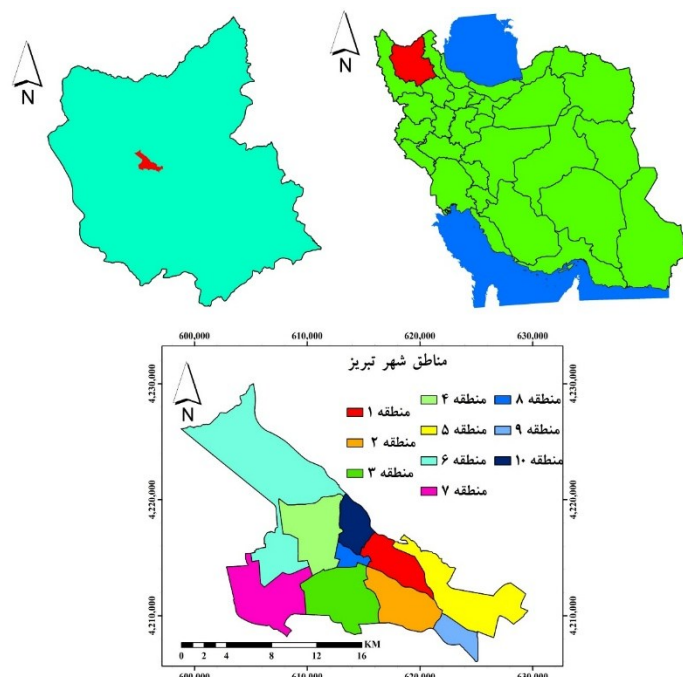 N
N
600,000 610,000 620,000 630,000
مناطق شهر تبریز
N
منطقه ۱
منطقه ۲
منطقه ۳
منطقه ۴
منطقه ۵
منطقه ۶
منطقه ۷
منطقه ۸
منطقه ۹
منطقه ۱۰
4,230,000
4,220,000
4,210,000
4,230,000
4,220,000
4,210,000
KM
0 2 4 8 12 16
600,000 610,000 620,000 630,000